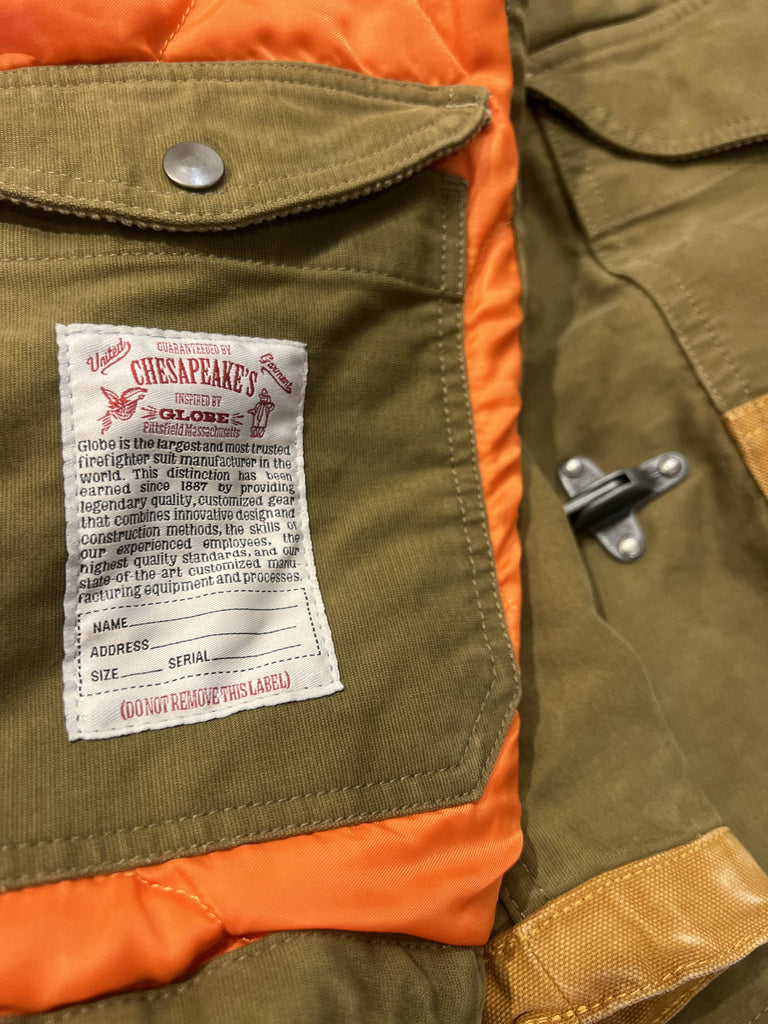 United
GUARANTEED BY
Garment
CHESAPEAKE'S
INSPIRED BY
GLOBE
Pittsfield Massachusetts
Globe is the largest and most trusted
firefighter suit manufacturer in the
world. This distinction has been
earned since 1887 by providing
legendary quality, customized gear
that combines innovative design and
construction methods, the skills of
our experienced employees, the
highest quality standards, and our
state-of-the-art customized manu-
facturing equipment and processes.
NAME
ADDRESS
SIZE SERIAL
(DO NOT REMOVE THIS LABEL)